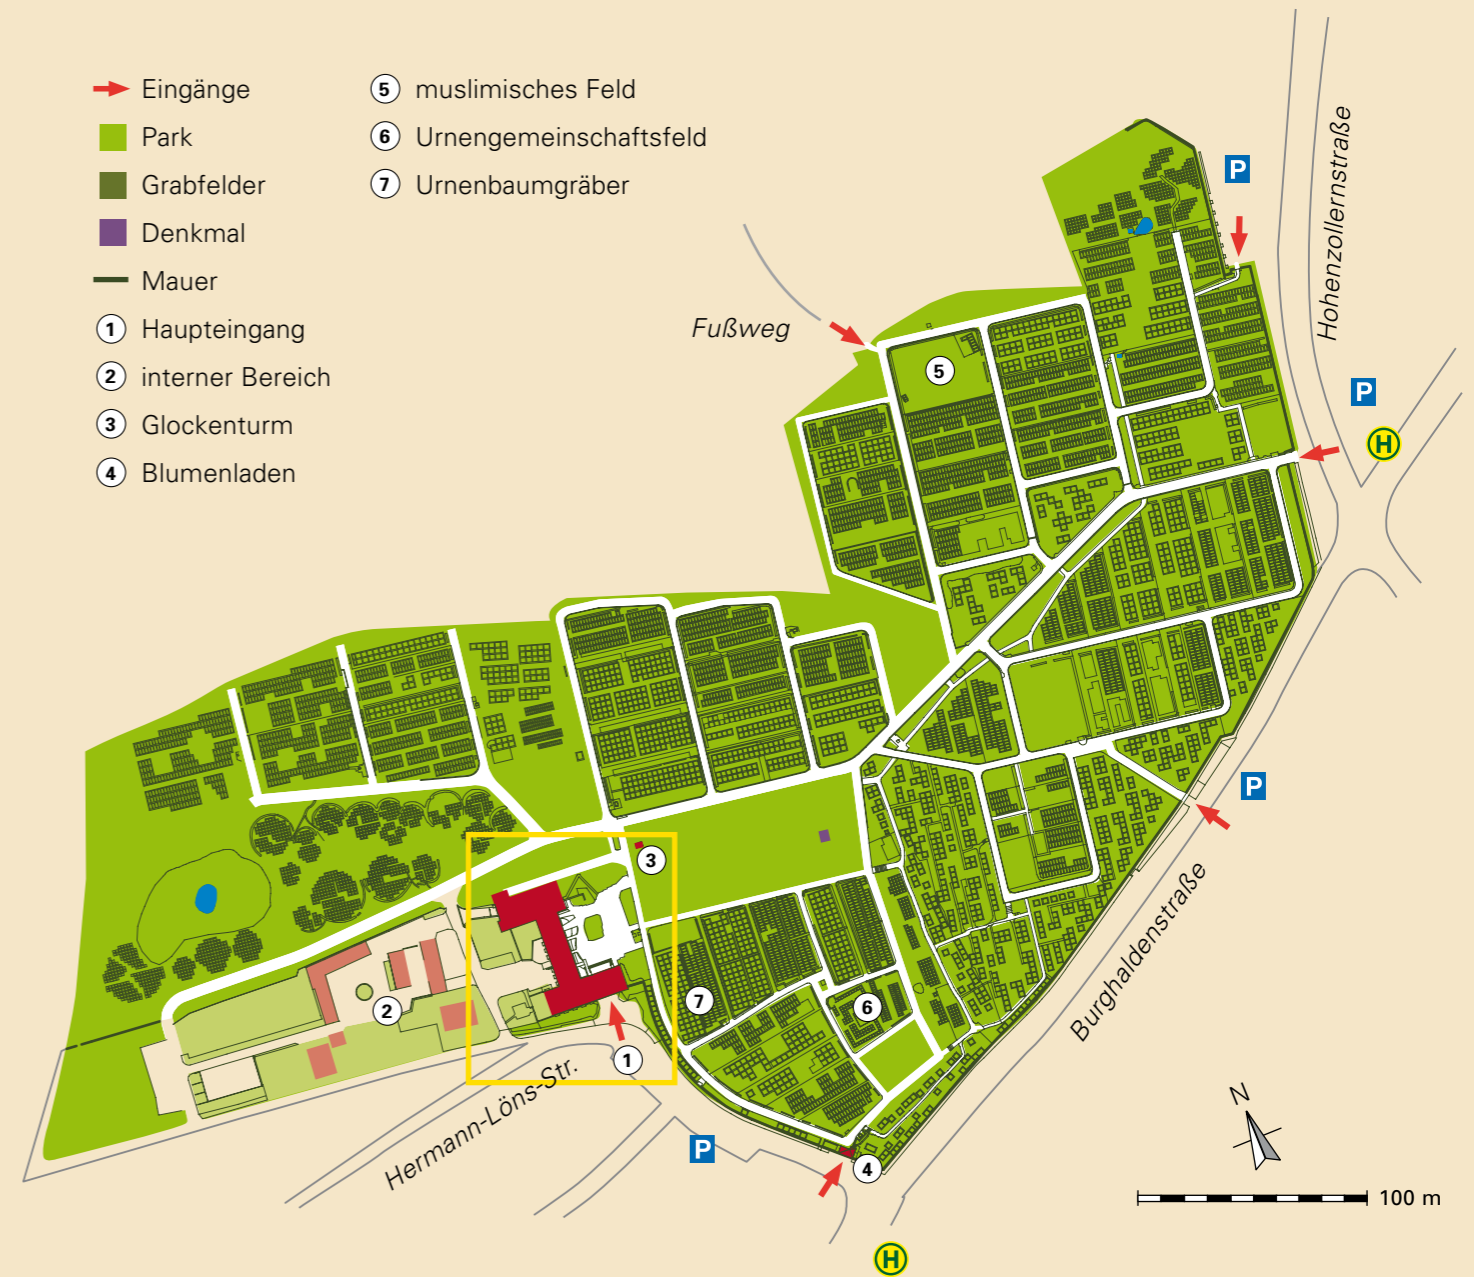 Eingänge
Park
Grabfelder
Denkmal
Mauer
1 Haupteingang
2 interner Bereich
3 Glockenturm
4 Blumenladen
5 muslimisches Feld
6 Urnengemeinschaftsfeld
7 Urnenbaumgräber
P
Hohenzollernstraße
Fußweg
5
P
H
P
3
Burghaldenstraße
7
6
2
1
Hermann-Löns-Str.
N
P
4
100 m
H